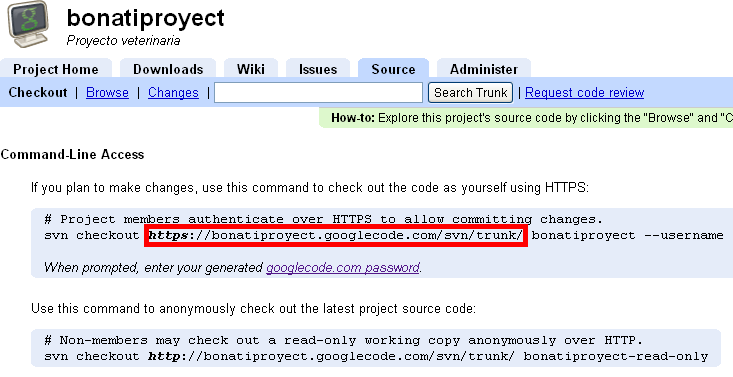 bonatiproyect
Proyecto veterinaria
Project Home Downloads Wiki Issues Source Administer
Checkout | Browse | Changes | Search Trunk | Request code review
How-to: Explore this project's source code by clicking the "Browse" and "C
Command-Line Access
If you plan to make changes, use this command to check out the code as yourself using HTTPS:
# Project members authenticate over HTTPS to allow committing changes.
svn checkout https://bonatiproyect.googlecode.com/svn/trunk/ bonatiproyect --username
When prompted, enter your generated googlecode.com password.
Use this command to anonymously check out the latest project source code:
# Non-members may check out a read-only working copy anonymously over HTTP.
svn checkout http://bonatiproyect.googlecode.com/svn/trunk/ bonatiproyect-read-only